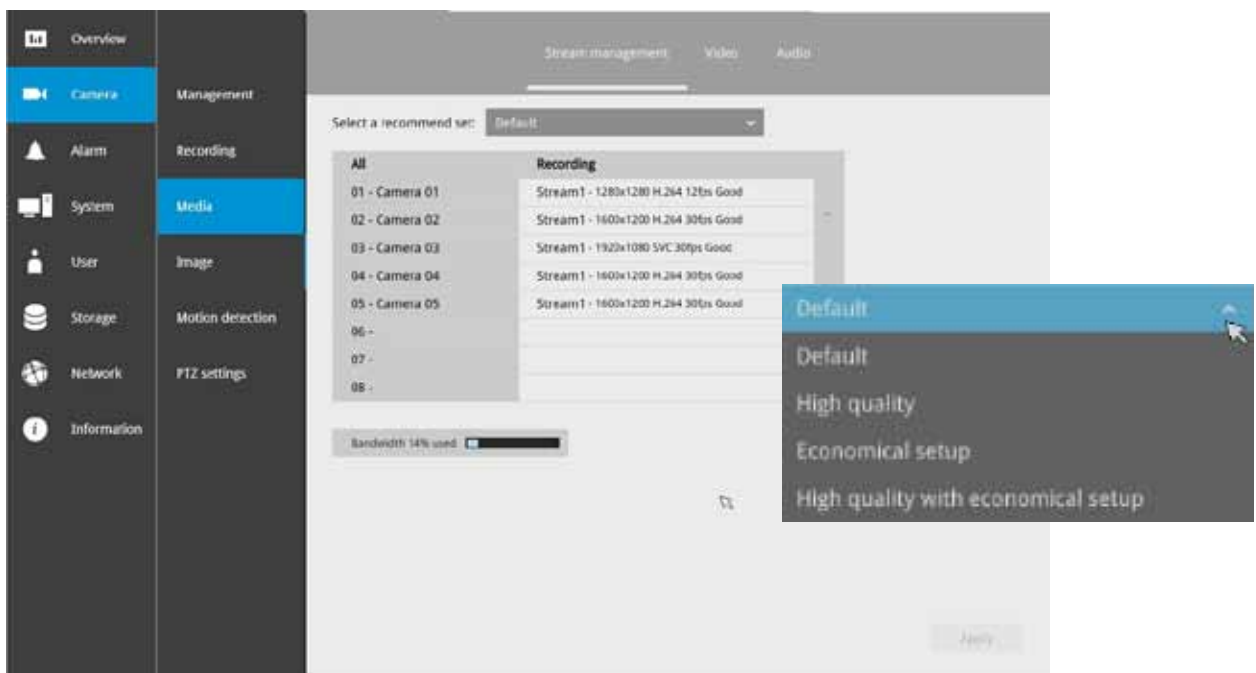 Overview
Camera
Alarm
System
User
Storage
Network
Information
Management
Recording
Media
Image
Motion detection
PTZ settings
Stream management Video Audio
Select a recommend set: Default
All Recording
01 - Camera 01 Stream1 - 1280x1280 H.264 12fps Good
02 - Camera 02 Stream1 - 1600x1200 H.264 30fps Good
03 - Camera 03 Stream1 - 1920x1080 SVC 30fps Good
04 - Camera 04 Stream1 - 1600x1200 H.264 30fps Good
05 - Camera 05 Stream1 - 1600x1200 H.264 30fps Good
06 -
07 -
08 -
Bandwidth 14% used
Default
Default
High quality
Economical setup
High quality with economical setup
Apply